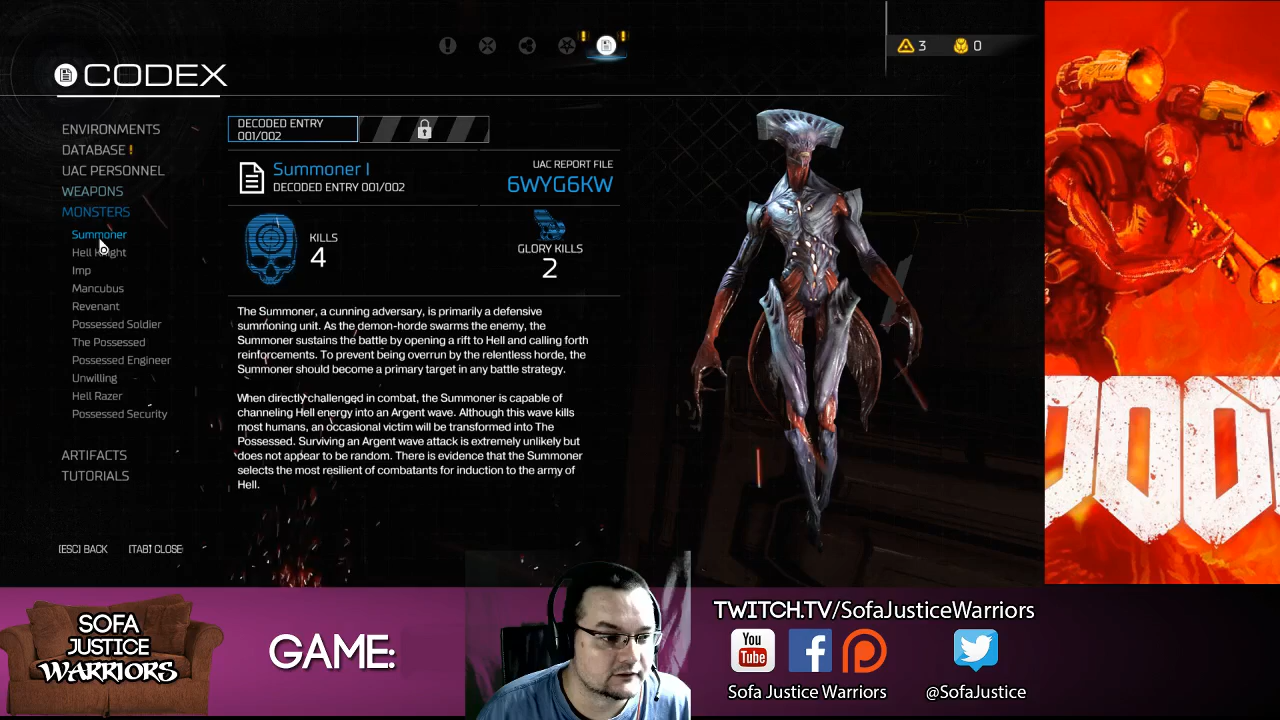 3 0
CODEX
ENVIRONMENTS
DATABASE !
UAC PERSONNEL
WEAPONS
MONSTERS
Summoner
Hell Knight
Imp
Mancubus
Revenant
Possessed Soldier
The Possessed
Possessed Engineer
Unwilling
Hell Razer
Possessed Security
ARTIFACTS
TUTORIALS
[ESC] BACK [TAB] CLOSE
DECODED ENTRY
001/002
Summoner I
DECODED ENTRY 001/002
UAC REPORT FILE
6WYG6KW
KILLS
4
GLORY KILLS
2
The Summoner, a cunning adversary, is primarily a defensive
summoning unit. As the demon-horde swarms the enemy, the
Summoner sustains the battle by opening a rift to Hell and calling forth
reinforcements. To prevent being overrun by the relentless horde, the
Summoner should become a primary target in any battle strategy.
When directly challenged in combat, the Summoner is capable of
channeling Hell energy into an Argent wave. Although this wave kills
most humans, an occasional victim will be transformed into The
Possessed. Surviving an Argent wave attack is extremely unlikely but
does not appear to be random. There is evidence that the Summoner
selects the most resilient of combatants for induction to the army of
Hell.
DOOM
SOFA
JUSTICE
WARRIORS
GAME:
TWITCH.TV/SofaJusticeWarriors
You
Tube
Sofa Justice Warriors
@SofaJustice